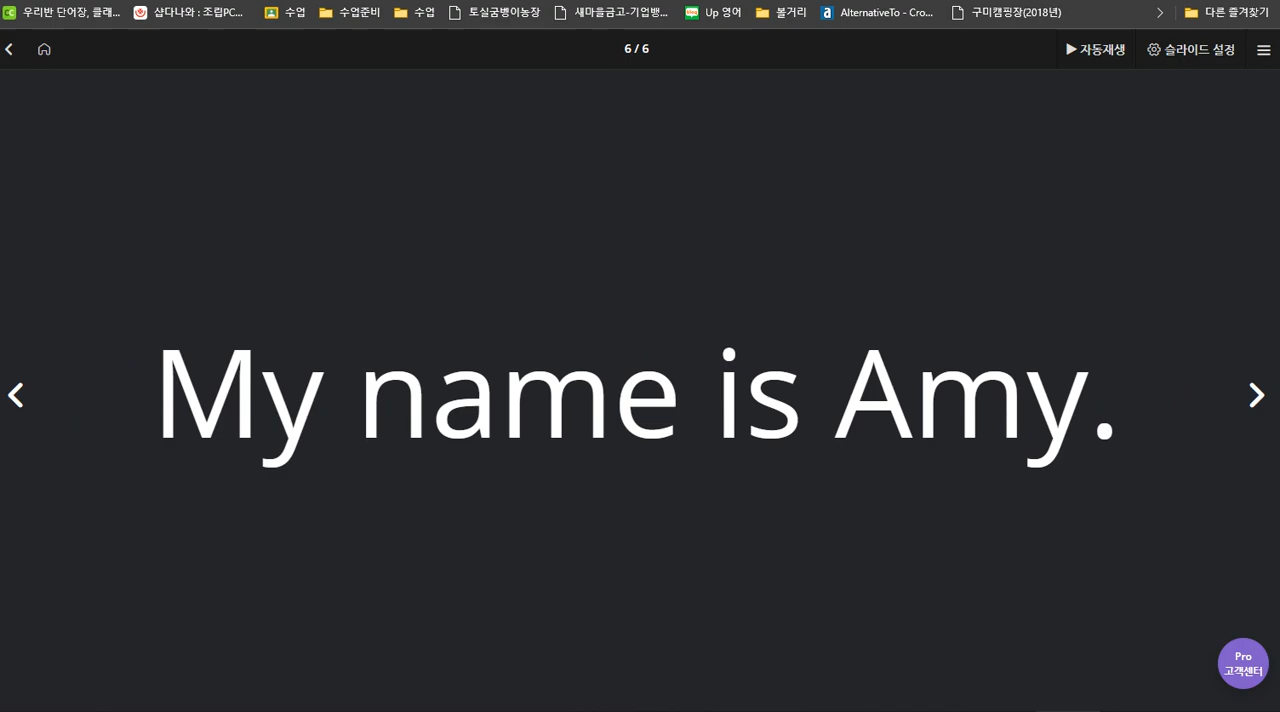 우리반 단어장, 클래... 샵다나와 : 조립PC... 수업 수업준비 수업 토실굼벵이농장 새마을금고-기업뱅... Up 영어 볼거리 AlternativeTo - Cro... 구미캠핑장(2018년) 다른 즐겨찾기
6 / 6 자동재생 슬라이드 설정
My name is Amy.
Pro
고객센터